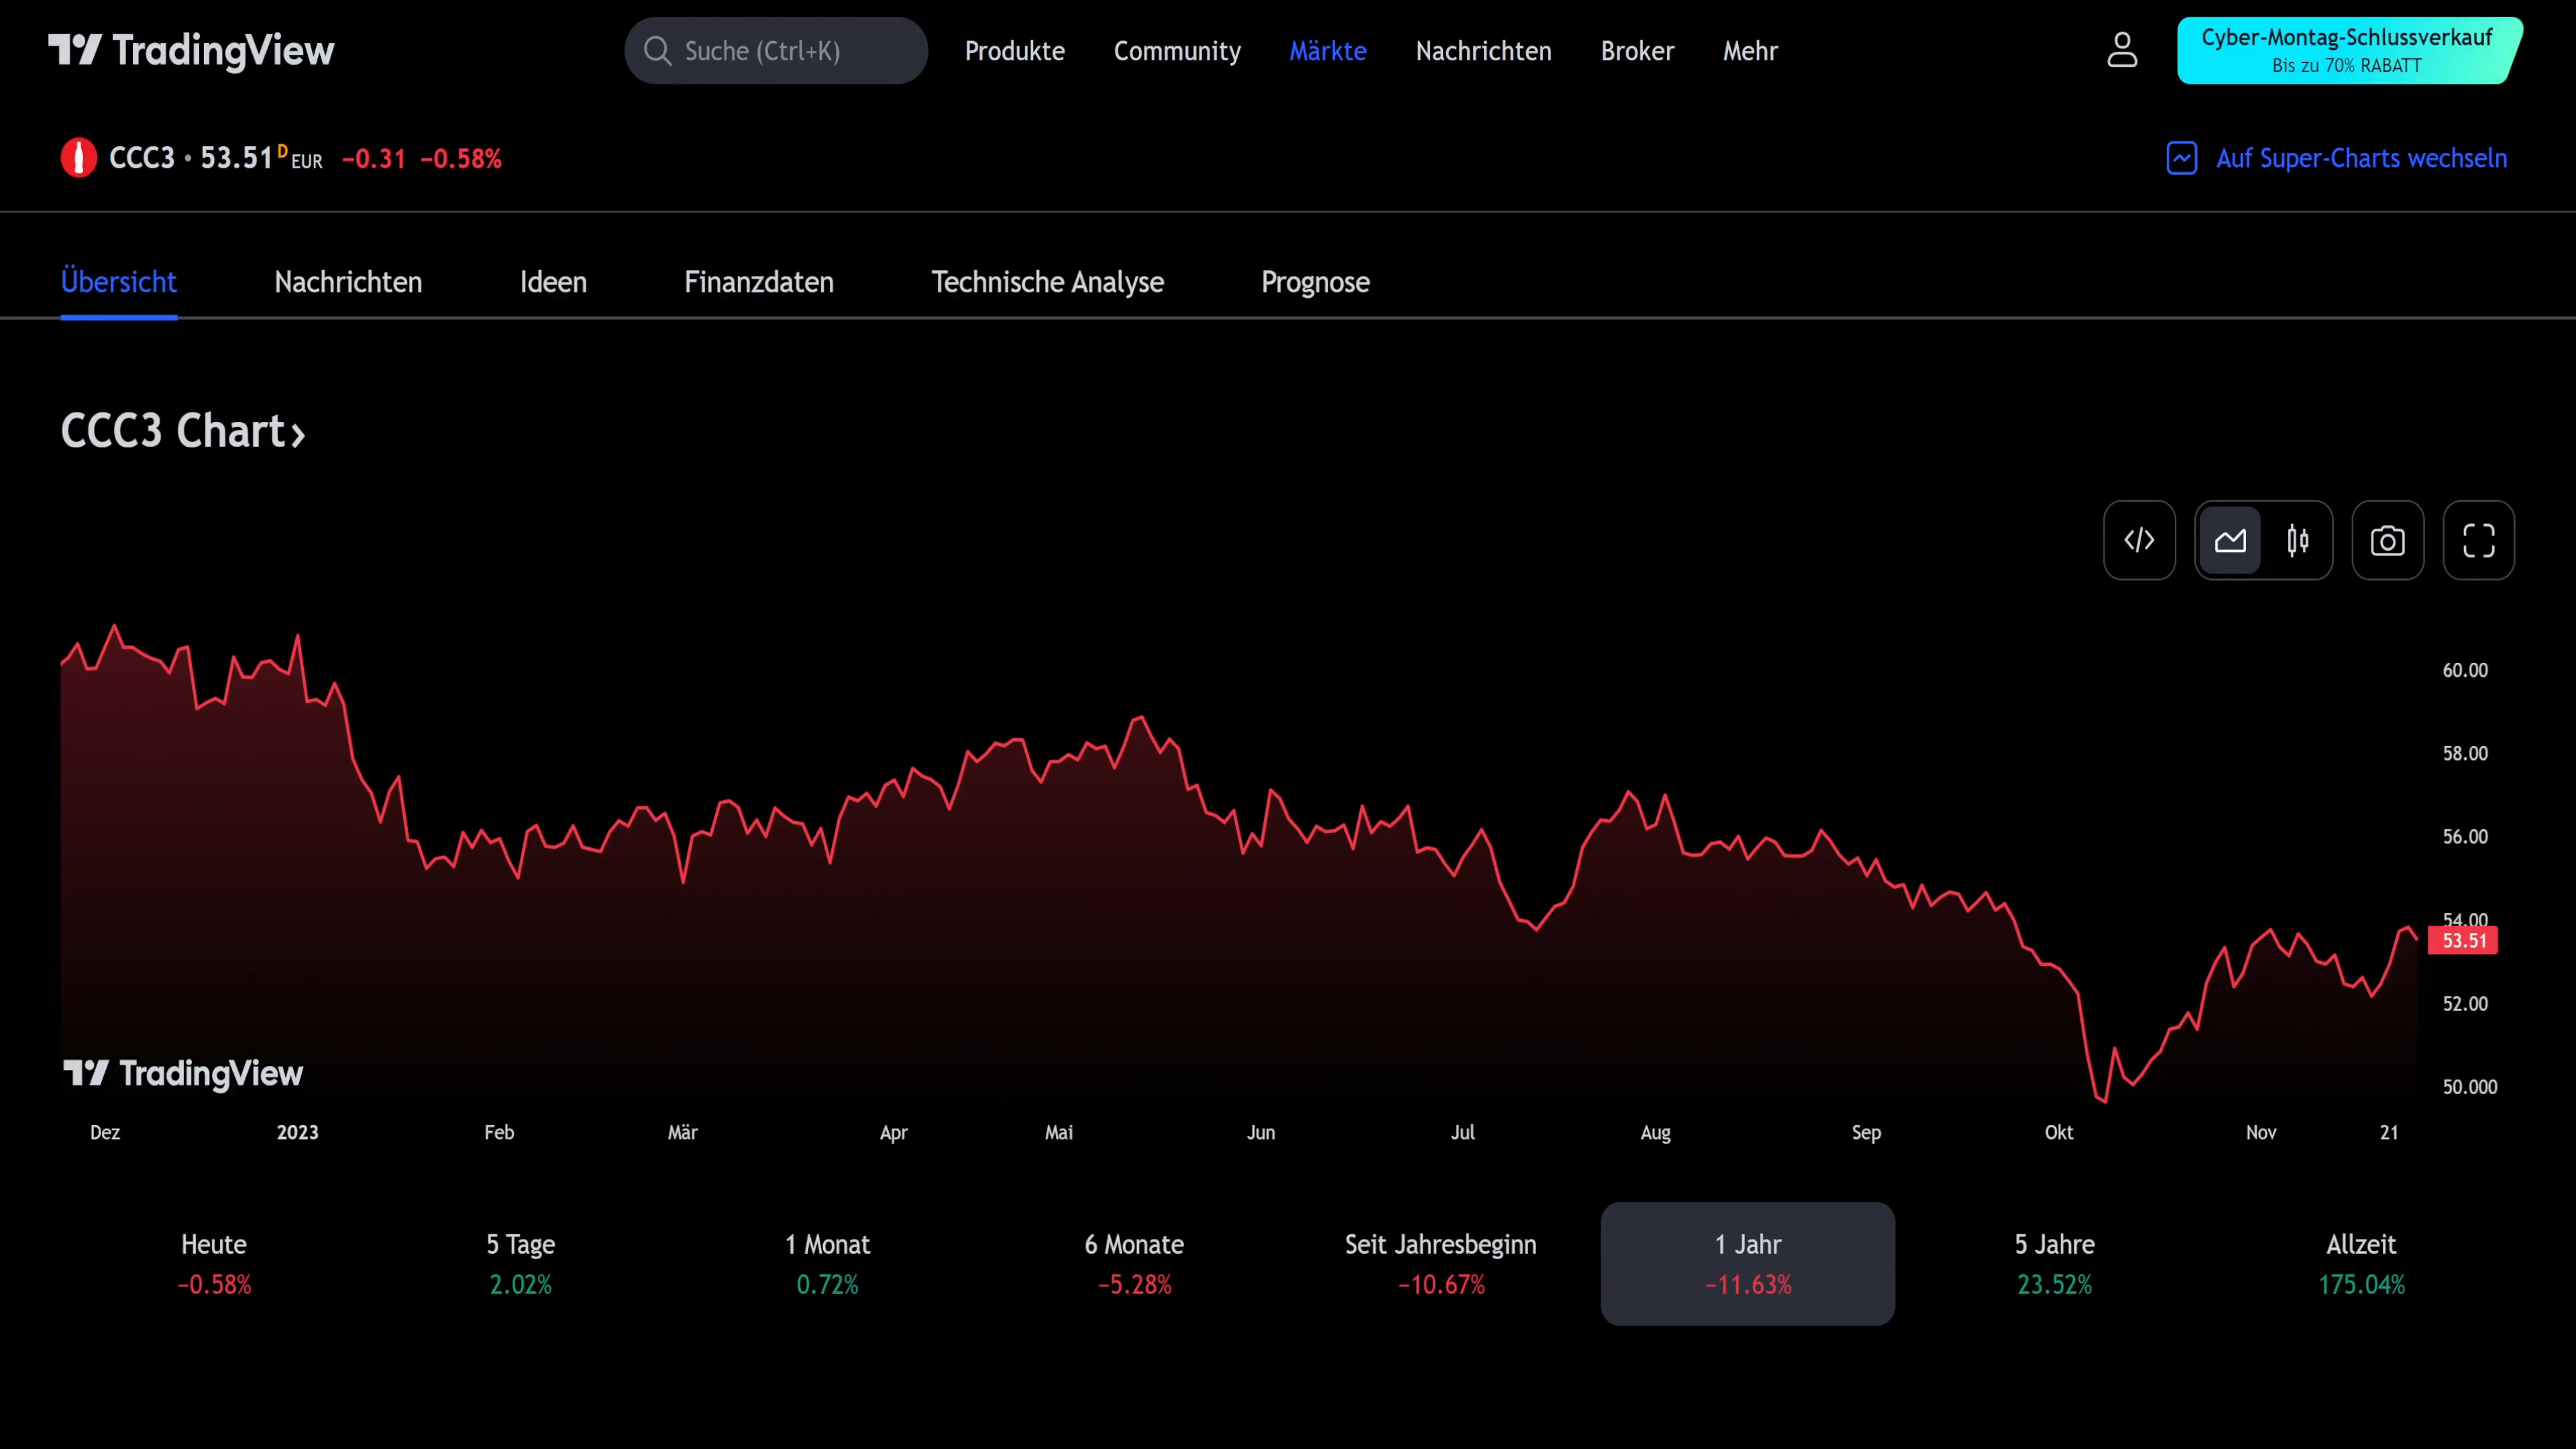 TradingView
Suche (Ctrl+K)
Produkte
Community
Märkte
Nachrichten
Broker
Mehr
Cyber-Montag-Schlussverkauf
Bis zu 70% RABATT
CCC3 • 53.51 D EUR −0.31 −0.58%
Auf Super-Charts wechseln
Übersicht
Nachrichten
Ideen
Finanzdaten
Technische Analyse
Prognose
CCC3 Chart›
60.00
58.00
56.00
54.00
53.51
52.00
50.000
TradingView
Dez
2023
Feb
Mär
Apr
Mai
Jun
Jul
Aug
Sep
Okt
Nov
21
Heute
−0.58%
5 Tage
2.02%
1 Monat
0.72%
6 Monate
−5.28%
Seit Jahresbeginn
−10.67%
1 Jahr
−11.63%
5 Jahre
23.52%
Allzeit
175.04%